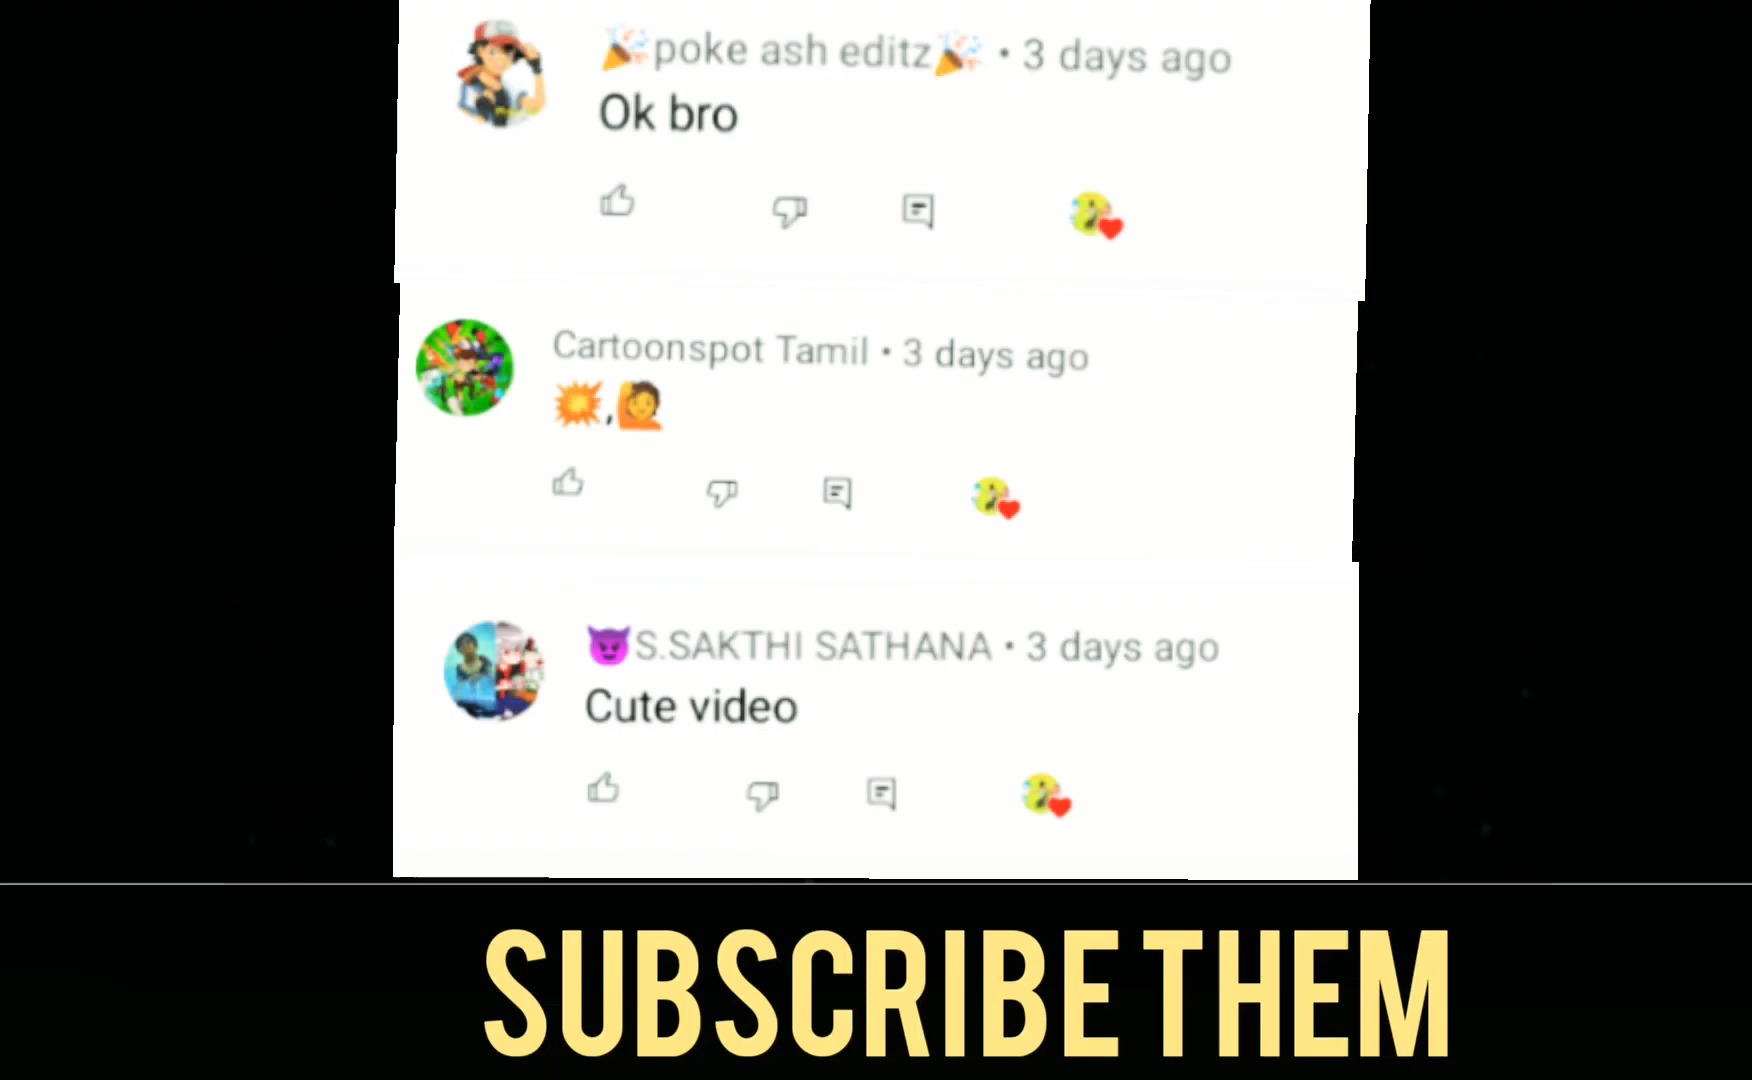 🎉poke ash editz🎉 • 3 days ago
Ok bro
Cartoonspot Tamil • 3 days ago
💥,🙋
😈S.SAKTHI SATHANA • 3 days ago
Cute video
SUBSCRIBE THEM